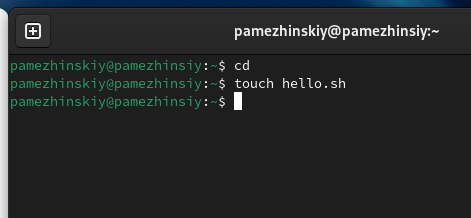 pamezhinskiy@pamezhinsiy:~
pamezhinskiy@pamezhinsiy:~$ cd
pamezhinskiy@pamezhinsiy:~$ touch hello.sh
pamezhinskiy@pamezhinsiy:~$